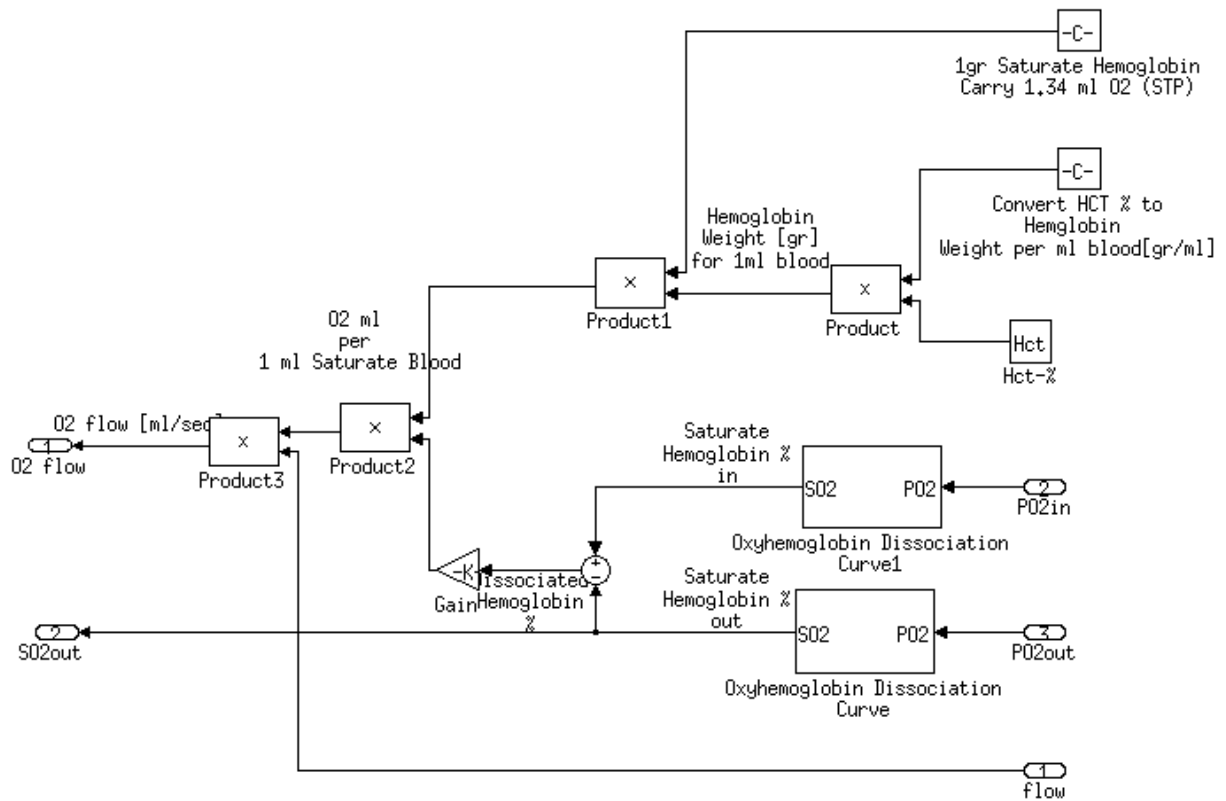 -C-
1gr Saturate Hemoglobin
Carry 1.34 ml O2 (STP)
-C-
Convert HCT % to
Hemglobin
Weight per ml blood[gr/ml]
Hemoglobin
Weight [gr]
for 1ml blood
X
Product1
X
Product
Hct
Hct-%
O2 ml
per
1 ml Saturate Blood
O2 flow [ml/sec]
1
O2 flow
X
Product3
X
Product2
Saturate
Hemoglobin %
in
SO2
PO2
2
PO2in
Oxyhemoglobin Dissociation
Curve1
+
-
-K-
Gain
Dissociated
Hemoglobin
%
Saturate
Hemoglobin %
out
SO2
PO2
3
PO2out
Oxyhemoglobin Dissociation
Curve
2
SO2out
1
flow